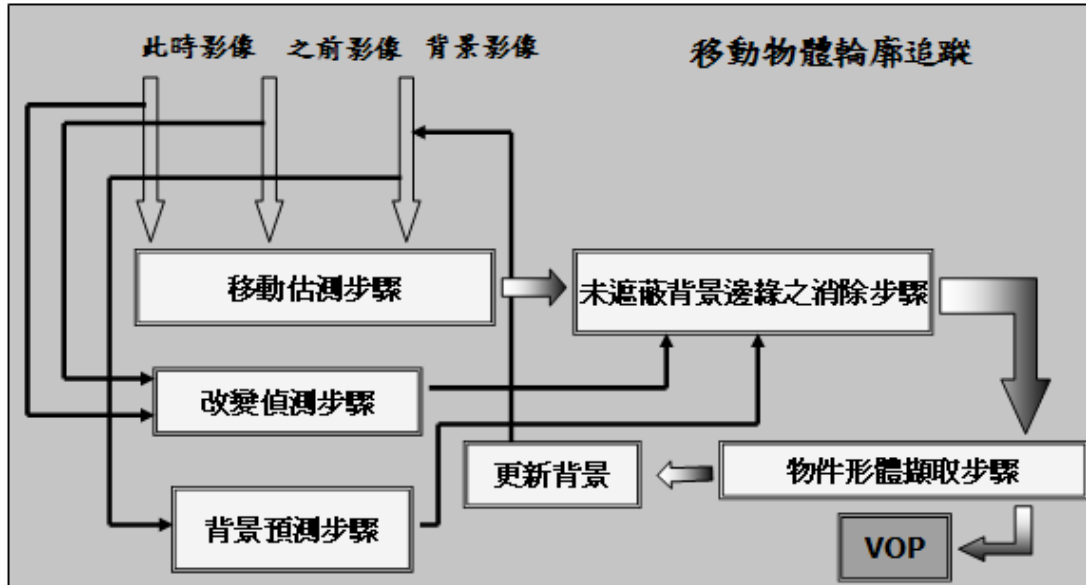 此時影像 之前影像 背景影像
移動物體輪廓追蹤
移動估測步驟
未遮蔽背景邊緣之消除步驟
改變偵測步驟
更新背景
物件形體擷取步驟
背景預測步驟
VOP